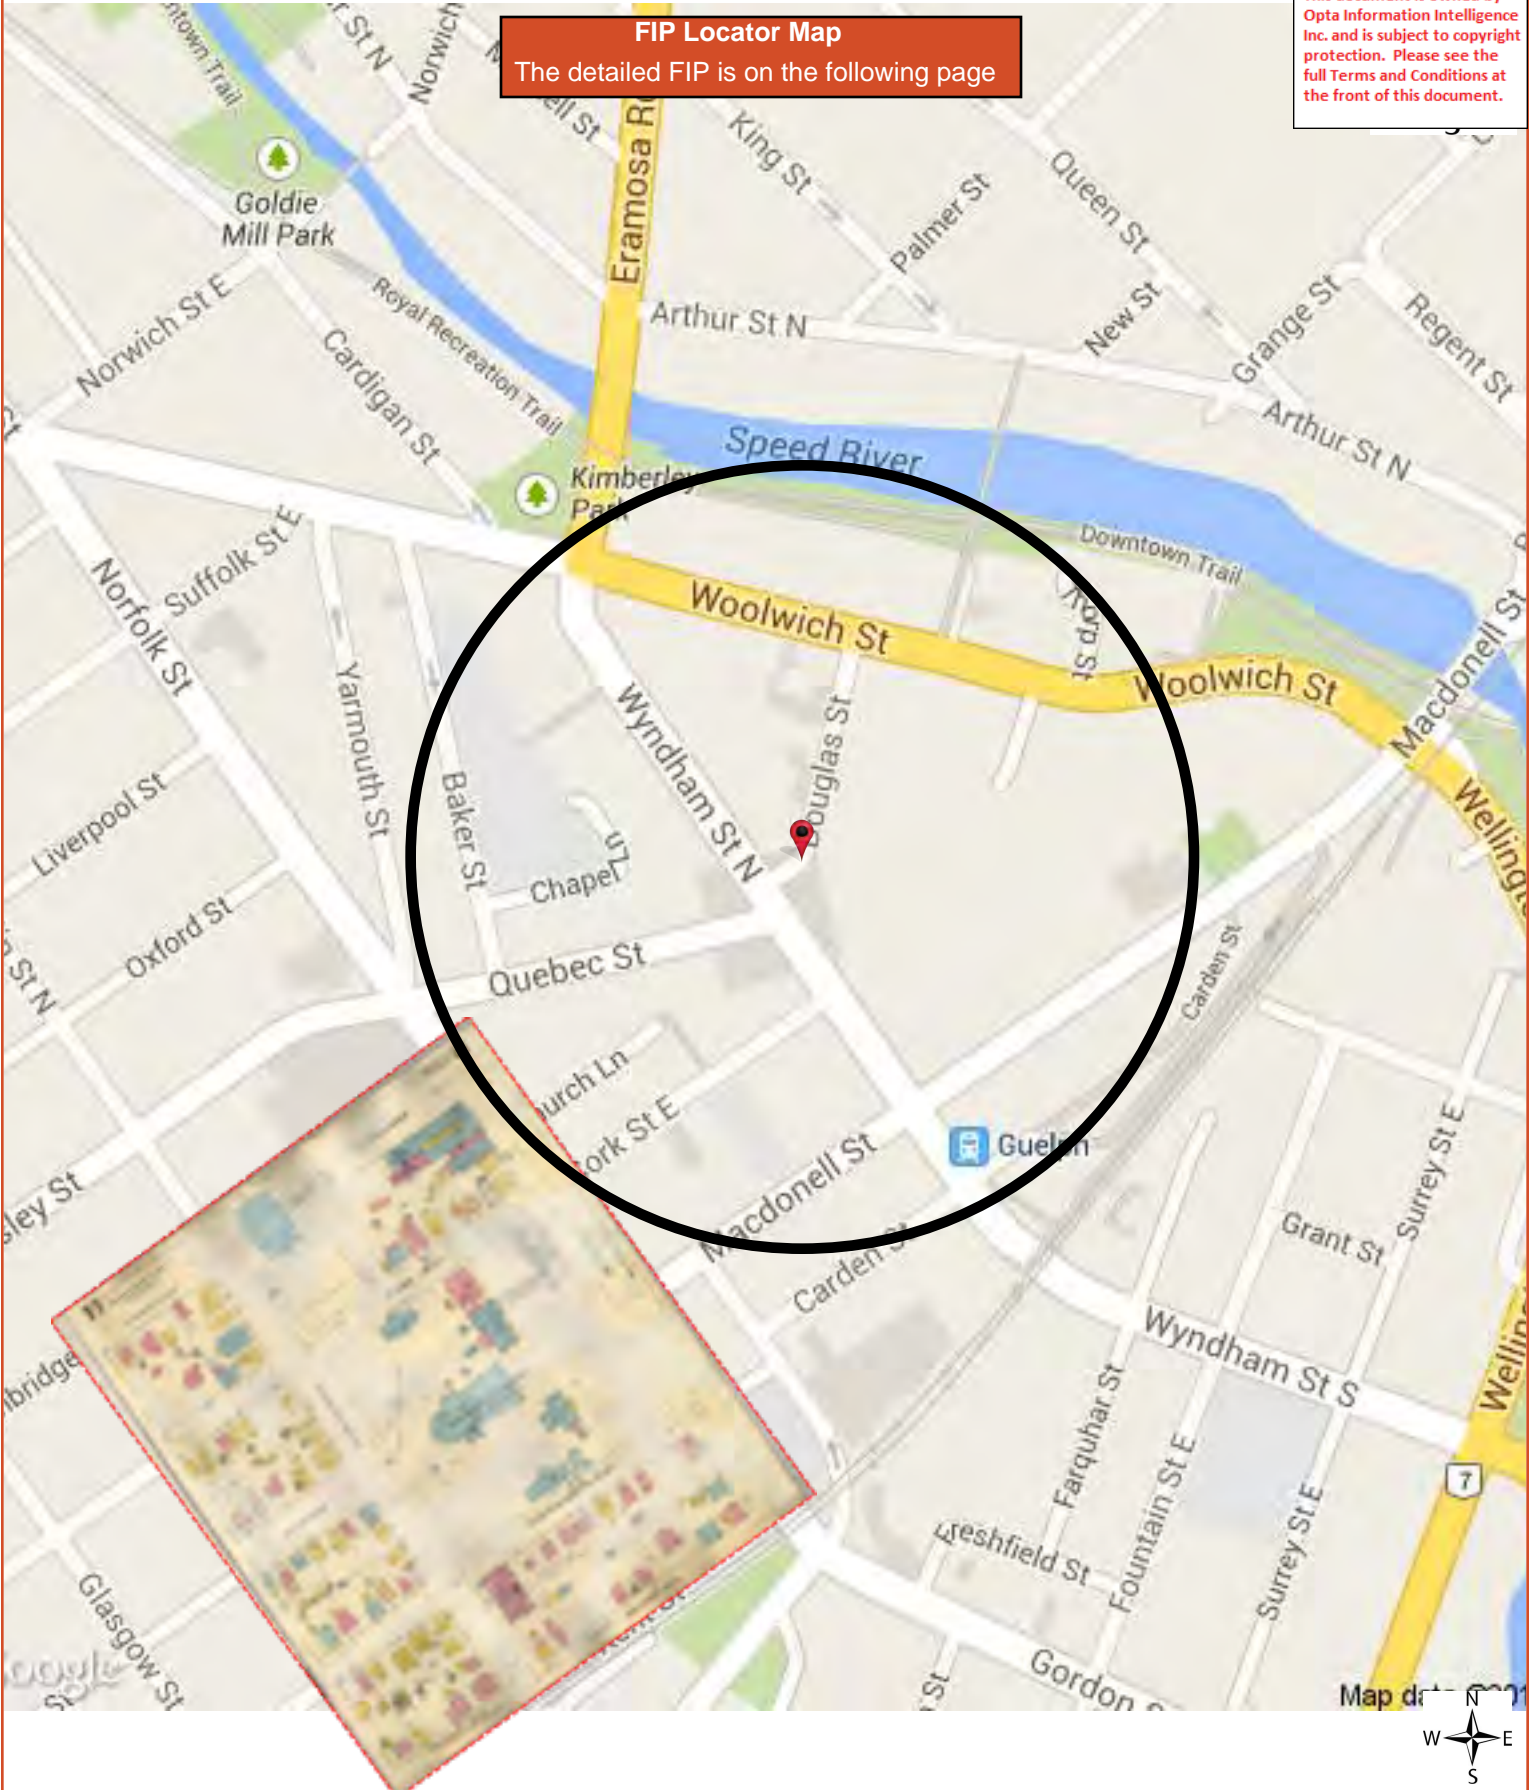 FIP Locator Map
The detailed FIP is on the following page
Opta Information Intelligence
Inc. and is subject to copyright
protection. Please see the
full Terms and Conditions at
the front of this document.
Norwich
King St
Queen St
Palmer St
Eramosa
Goldie
Mill Park
Norwich St E
Royal Recreation Trail
Cardigan St
Arthur St N
New St
Grange St
Regent St
Arthur St N
Speed River
Kimberley
Park
Downtown Trail
Suffolk St E
Norfolk St
Woolwich St
Woolwich St
Macdonell St
Yarmouth St
Baker St
Wyndham St N
Douglas St
Liverpool St
Chapel
Ln
Oxford St
Quebec St
Carden St
Macdonell St
Guelph
Carden St
Grant St
Surrey St E
Wyndham St S
Farquhar St
Fountain St E
Surrey St E
Freshfield St
7
Glasgow St
Gordon
Map
N
W
E
S